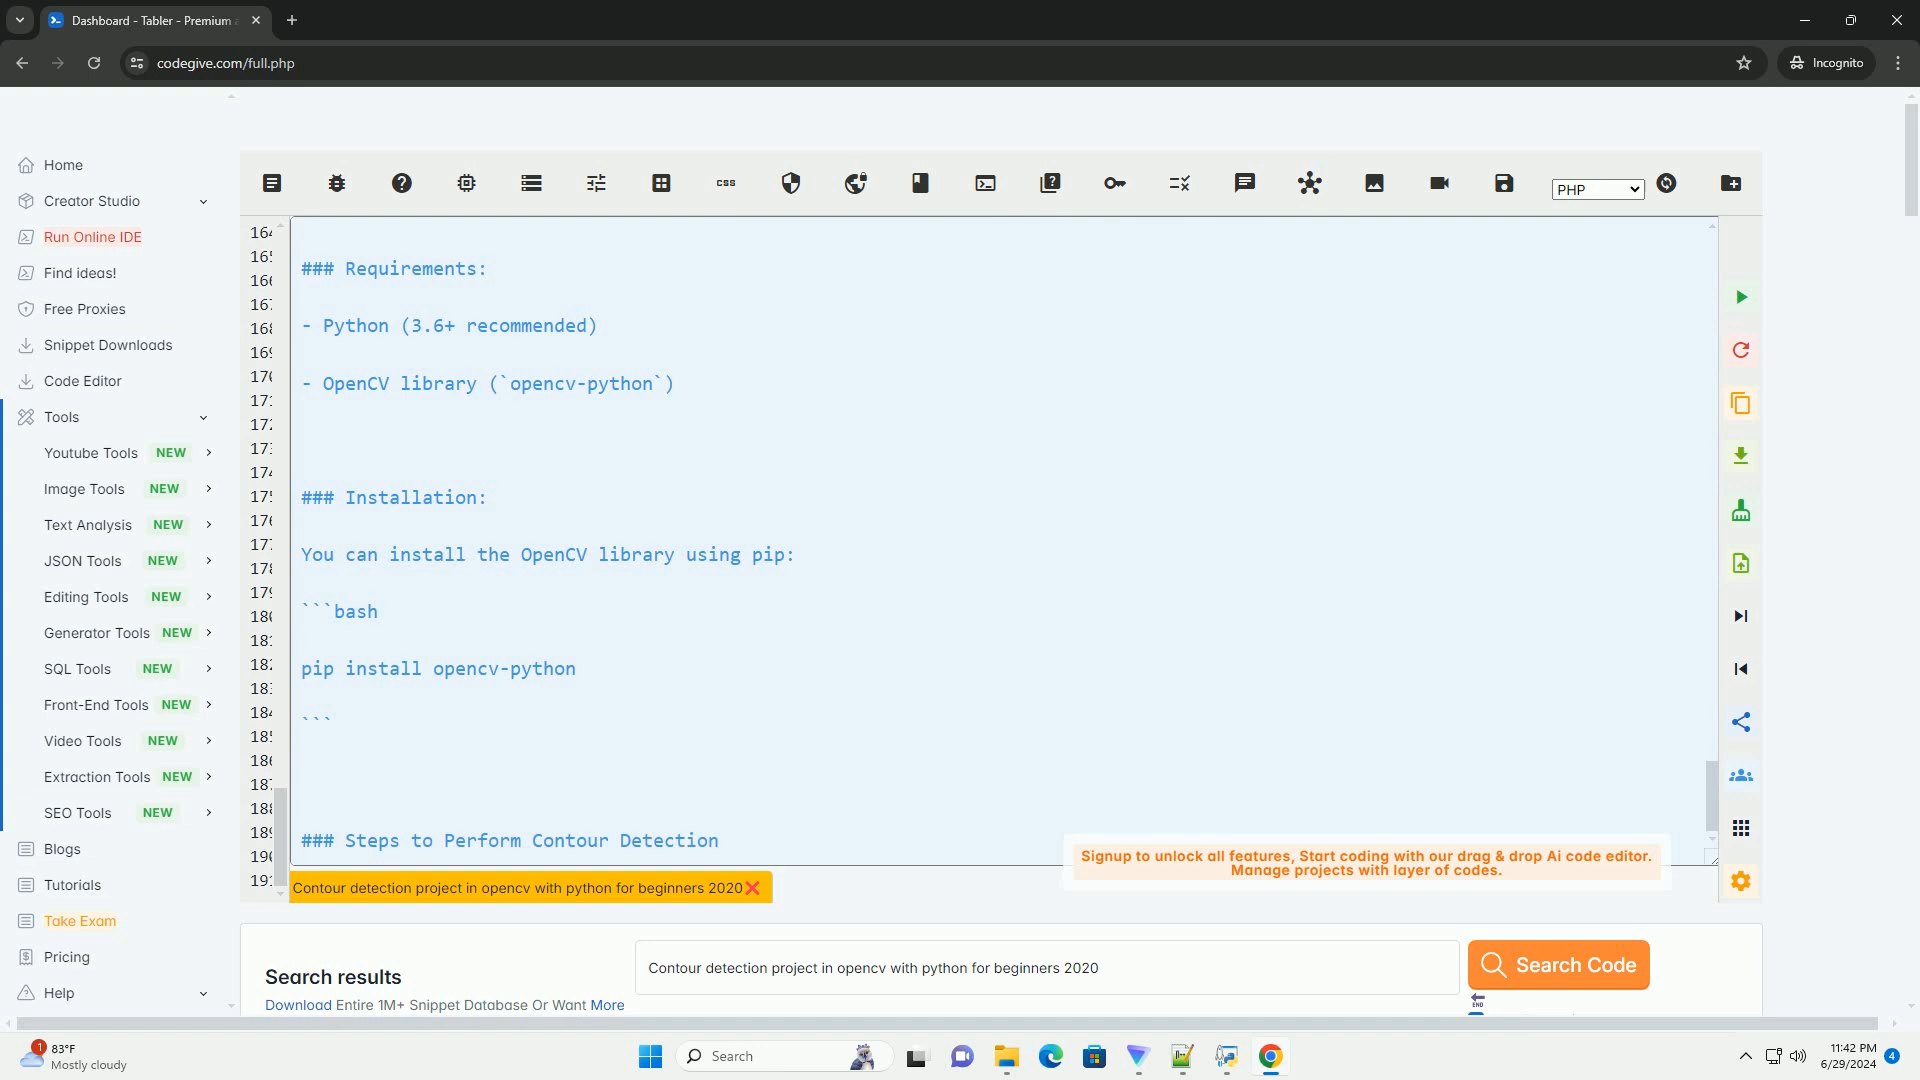 Dashboard - Tabler - Premium
codegive.com/full.php
Incognito
Home
Creator Studio
Run Online IDE
Find ideas!
Free Proxies
Snippet Downloads
Code Editor
Tools
Youtube Tools NEW
Image Tools NEW
Text Analysis NEW
JSON Tools NEW
Editing Tools NEW
Generator Tools NEW
SQL Tools NEW
Front-End Tools NEW
Video Tools NEW
Extraction Tools NEW
SEO Tools NEW
Blogs
Tutorials
Take Exam
Pricing
Help
css
PHP
### Requirements:
- Python (3.6+ recommended)
- OpenCV library (`opencv-python`)
### Installation:
You can install the OpenCV library using pip:
```bash
pip install opencv-python
```
### Steps to Perform Contour Detection
Signup to unlock all features, Start coding with our drag & drop Ai code editor.
Manage projects with layer of codes.
Contour detection project in opencv with python for beginners 2020
Search results
Download Entire 1M+ Snippet Database Or Want More
Contour detection project in opencv with python for beginners 2020
Search Code
END
1
83°F
Mostly cloudy
Search
11:42 PM
6/29/2024
4